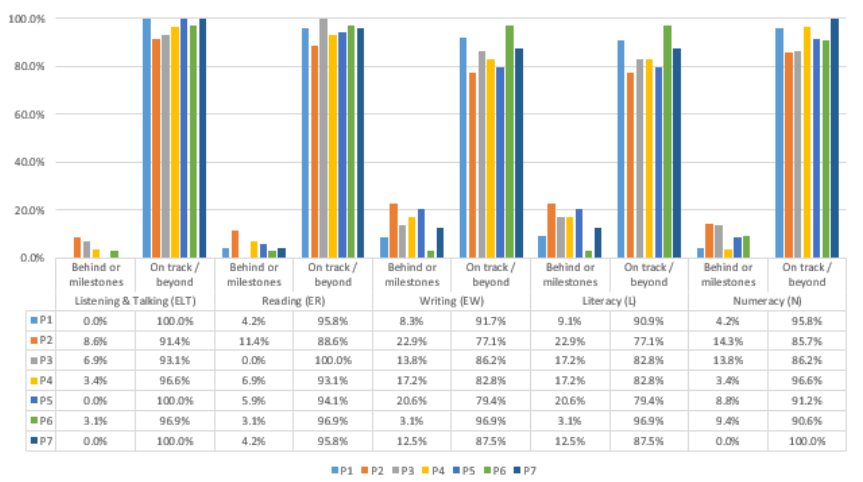 100.0%
80.0%
60.0%
40.0%
20.0%
0.0%
Behind or milestones On track / beyond Behind or milestones On track / beyond Behind or milestones On track / beyond Behind or milestones On track / beyond Behind or milestones On track / beyond
Listening & Talking (ELT) Reading (ER) Writing (EW) Literacy (L) Numeracy (N)
P1 0.0% 100.0% 4.2% 95.8% 8.3% 91.7% 9.1% 90.9% 4.2% 95.8%
P2 8.6% 91.4% 11.4% 88.6% 22.9% 77.1% 22.9% 77.1% 14.3% 85.7%
P3 6.9% 93.1% 0.0% 100.0% 13.8% 86.2% 17.2% 82.8% 13.8% 86.2%
P4 3.4% 96.6% 6.9% 93.1% 17.2% 82.8% 17.2% 82.8% 3.4% 96.6%
P5 0.0% 100.0% 5.9% 94.1% 20.6% 79.4% 20.6% 79.4% 8.8% 91.2%
P6 3.1% 96.9% 3.1% 96.9% 3.1% 96.9% 3.1% 96.9% 9.4% 90.6%
P7 0.0% 100.0% 4.2% 95.8% 12.5% 87.5% 12.5% 87.5% 0.0% 100.0%
P1 P2 P3 P4 P5 P6 P7